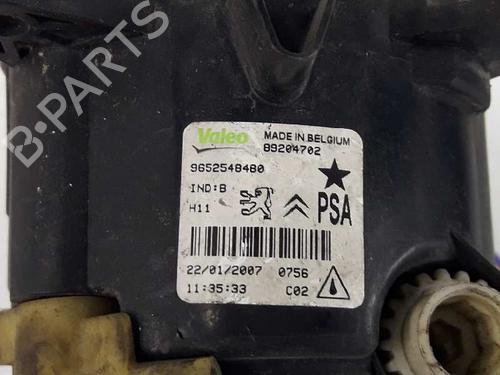 Valeo MADE IN BELGIUM
89204702
9652548480
IND:B
H11
PSA
22/01/2007 0756
11:35:33 C02
B-PARTS